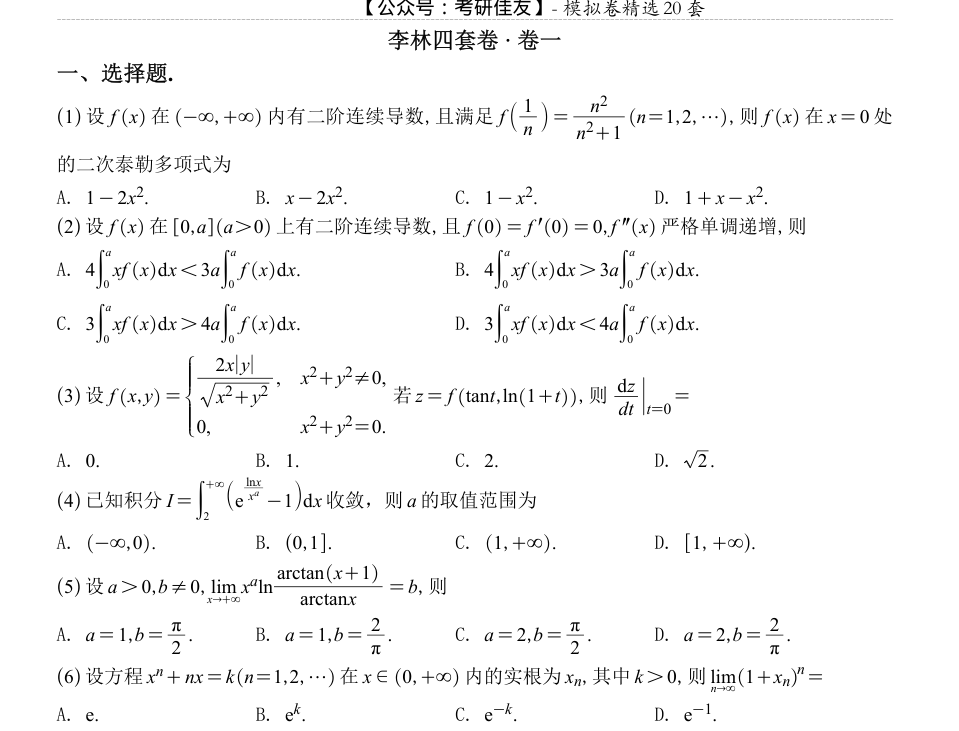 【公众号：考研佳友】- 模拟卷精选 20 套
李林四套卷 · 卷一
一、选择题.
(1) 设 f(x) 在 (−∞,+∞) 内有二阶连续导数, 且满足 f(1/n) = n²/(n²+1) (n=1,2,⋯), 则 f(x) 在 x=0 处
的二次泰勒多项式为
A. 1−2x². B. x−2x². C. 1−x². D. 1+x−x².
(2) 设 f(x) 在 [0,a](a>0) 上有二阶连续导数, 且 f(0)=f′(0)=0, f″(x) 严格单调递增, 则
A. 4∫₀ᵃ xf(x)dx < 3a∫₀ᵃ f(x)dx. B. 4∫₀ᵃ xf(x)dx > 3a∫₀ᵃ f(x)dx.
C. 3∫₀ᵃ xf(x)dx > 4a∫₀ᵃ f(x)dx. D. 3∫₀ᵃ xf(x)dx < 4a∫₀ᵃ f(x)dx.
(3) 设 f(x,y) = { 2x|y|/√(x²+y²), x²+y²≠0, 0, x²+y²=0. 若 z=f(tant,ln(1+t)), 则 dz/dt|t=0 =
A. 0. B. 1. C. 2. D. √2.
(4) 已知积分 I=∫₂^{+∞} (e^{lnx/x^a} −1)dx 收敛，则 a 的取值范围为
A. (−∞,0). B. (0,1]. C. (1,+∞). D. [1,+∞).
(5) 设 a>0,b≠0, lim_{x→+∞} x^a ln arctan(x+1)/arctanx = b, 则
A. a=1,b=π/2. B. a=1,b=2/π. C. a=2,b=π/2. D. a=2,b=2/π.
(6) 设方程 xⁿ+nx=k(n=1,2,⋯) 在 x∈(0,+∞) 内的实根为 xₙ, 其中 k>0, 则 lim_{n→∞} (1+xₙ)ⁿ =
A. e. B. e^k. C. e^{−k}. D. e^{−1}.